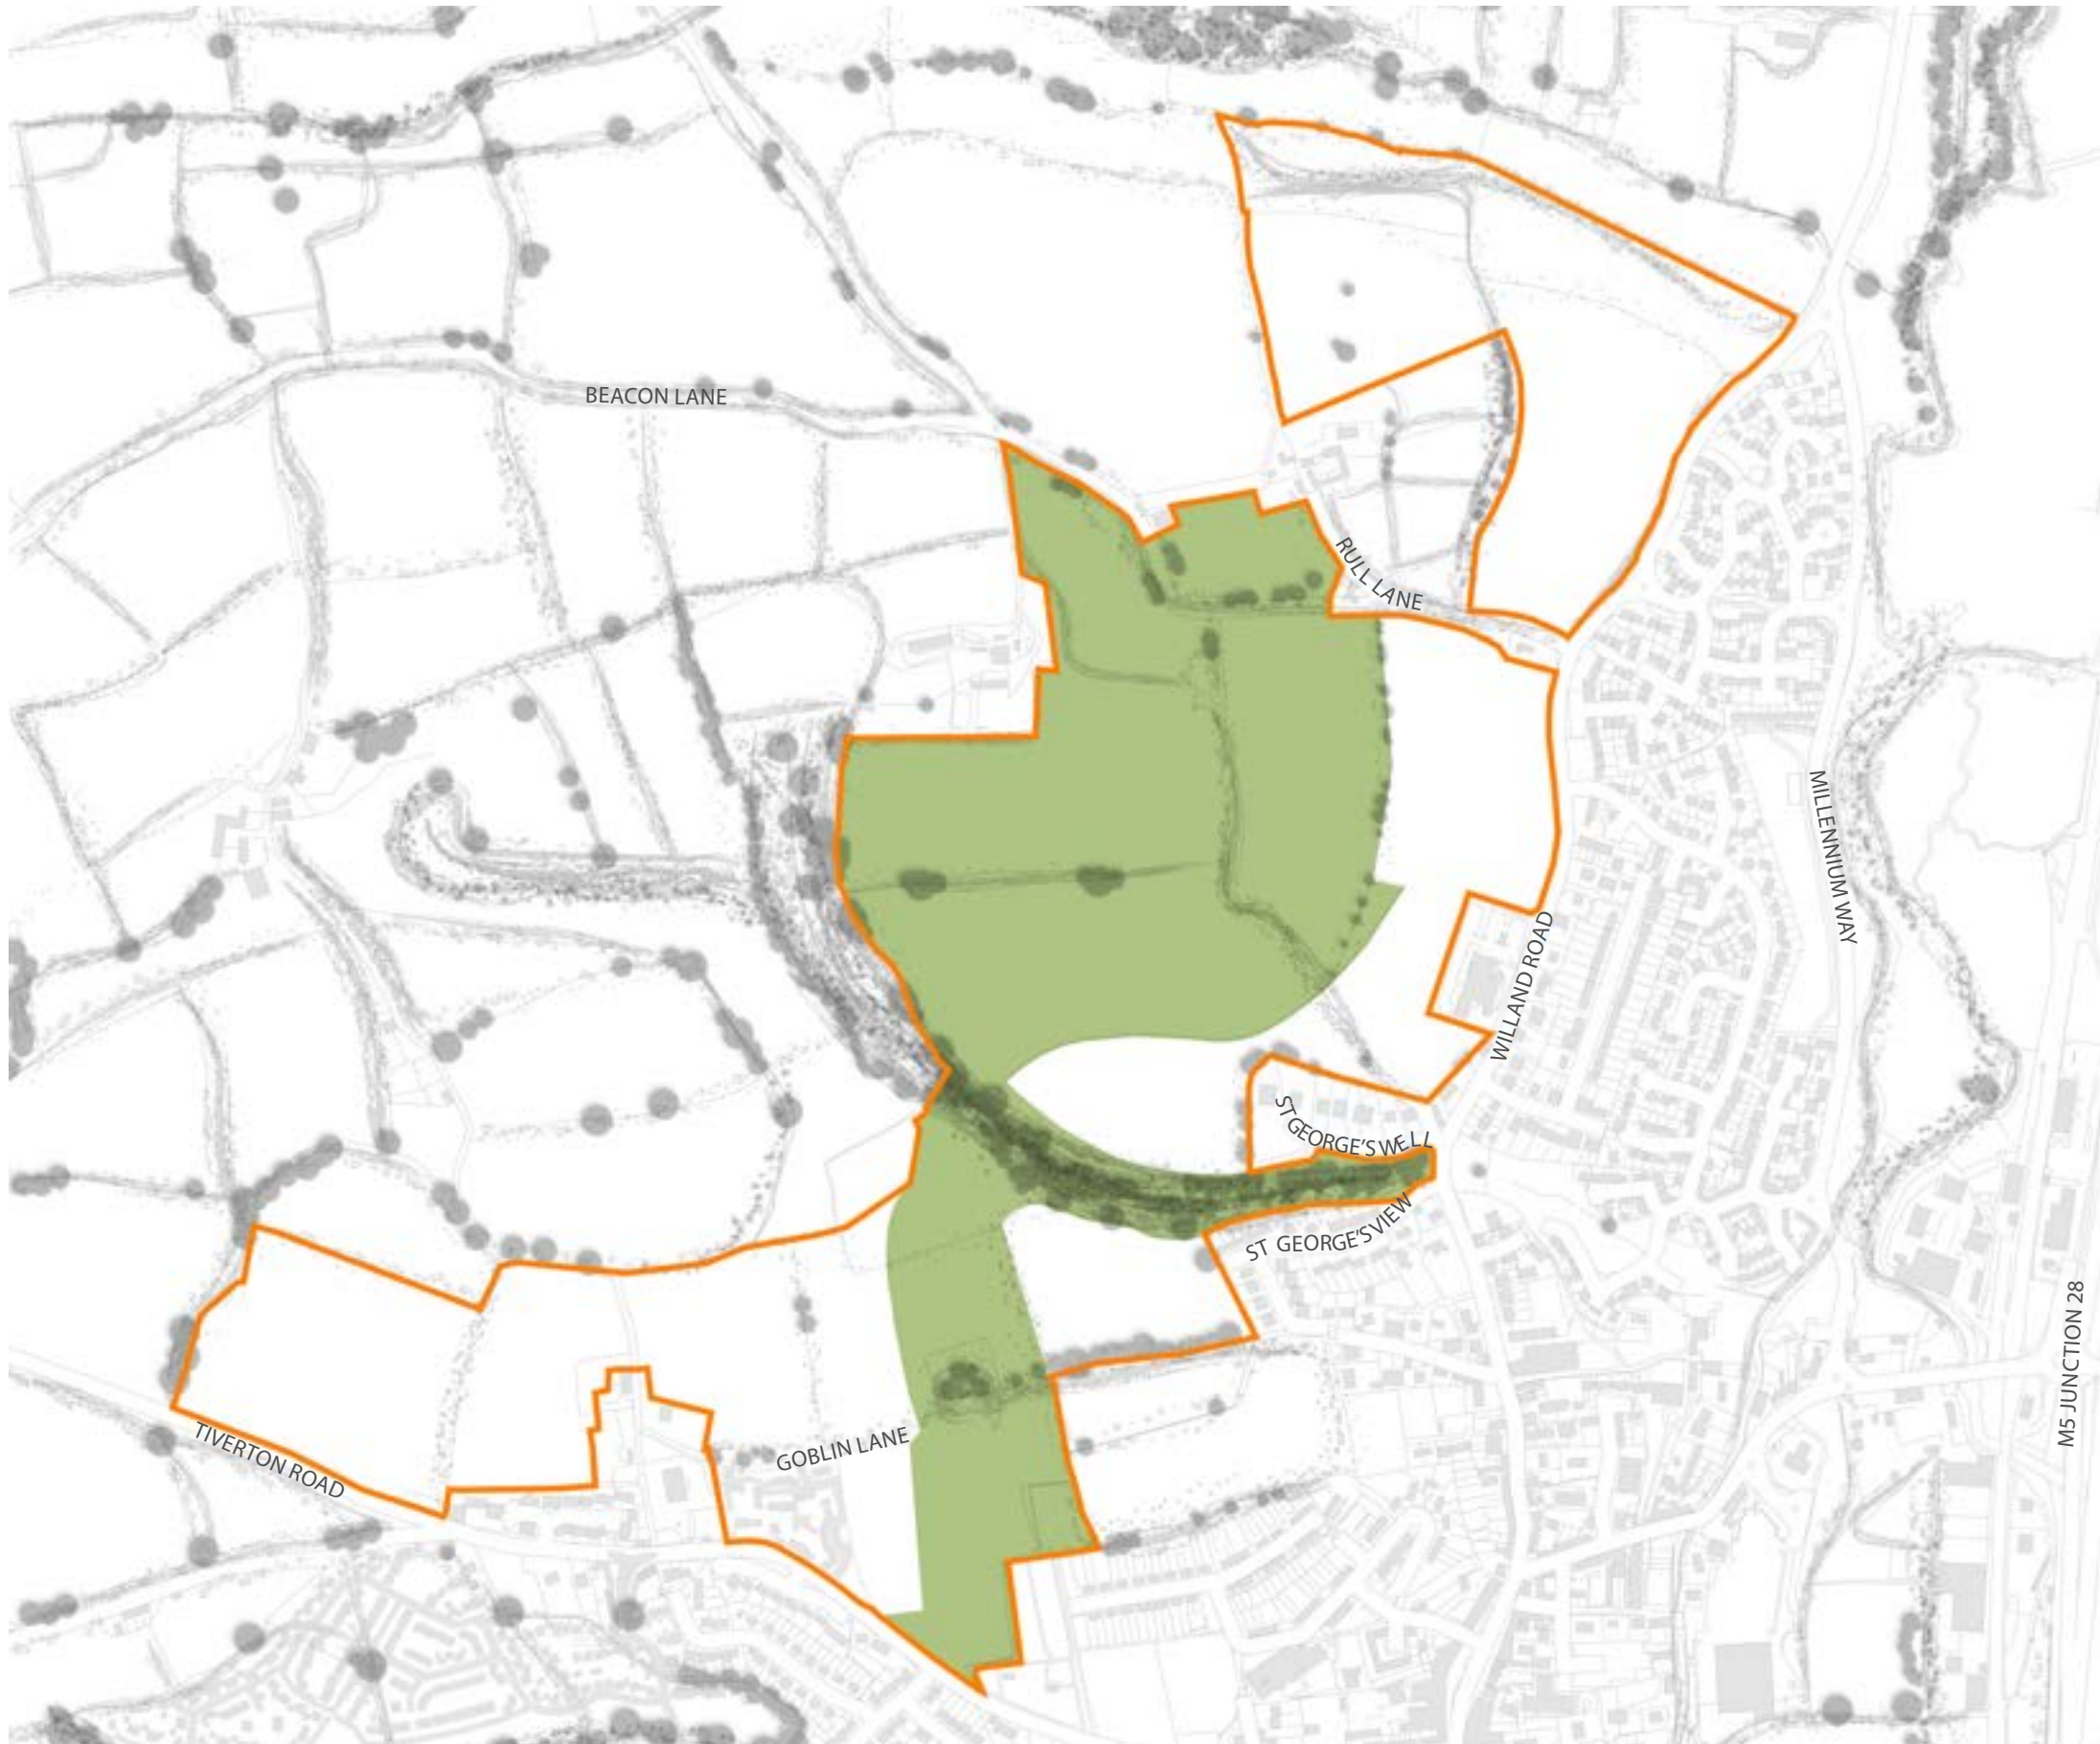 BEACON LANE
RULL LANE
MILLENNIUM WAY
WILLAND ROAD
ST GEORGE'S WELL
ST GEORGE'S VIEW
M5 JUNCTION 28
GOBLIN LANE
TIVERTON ROAD